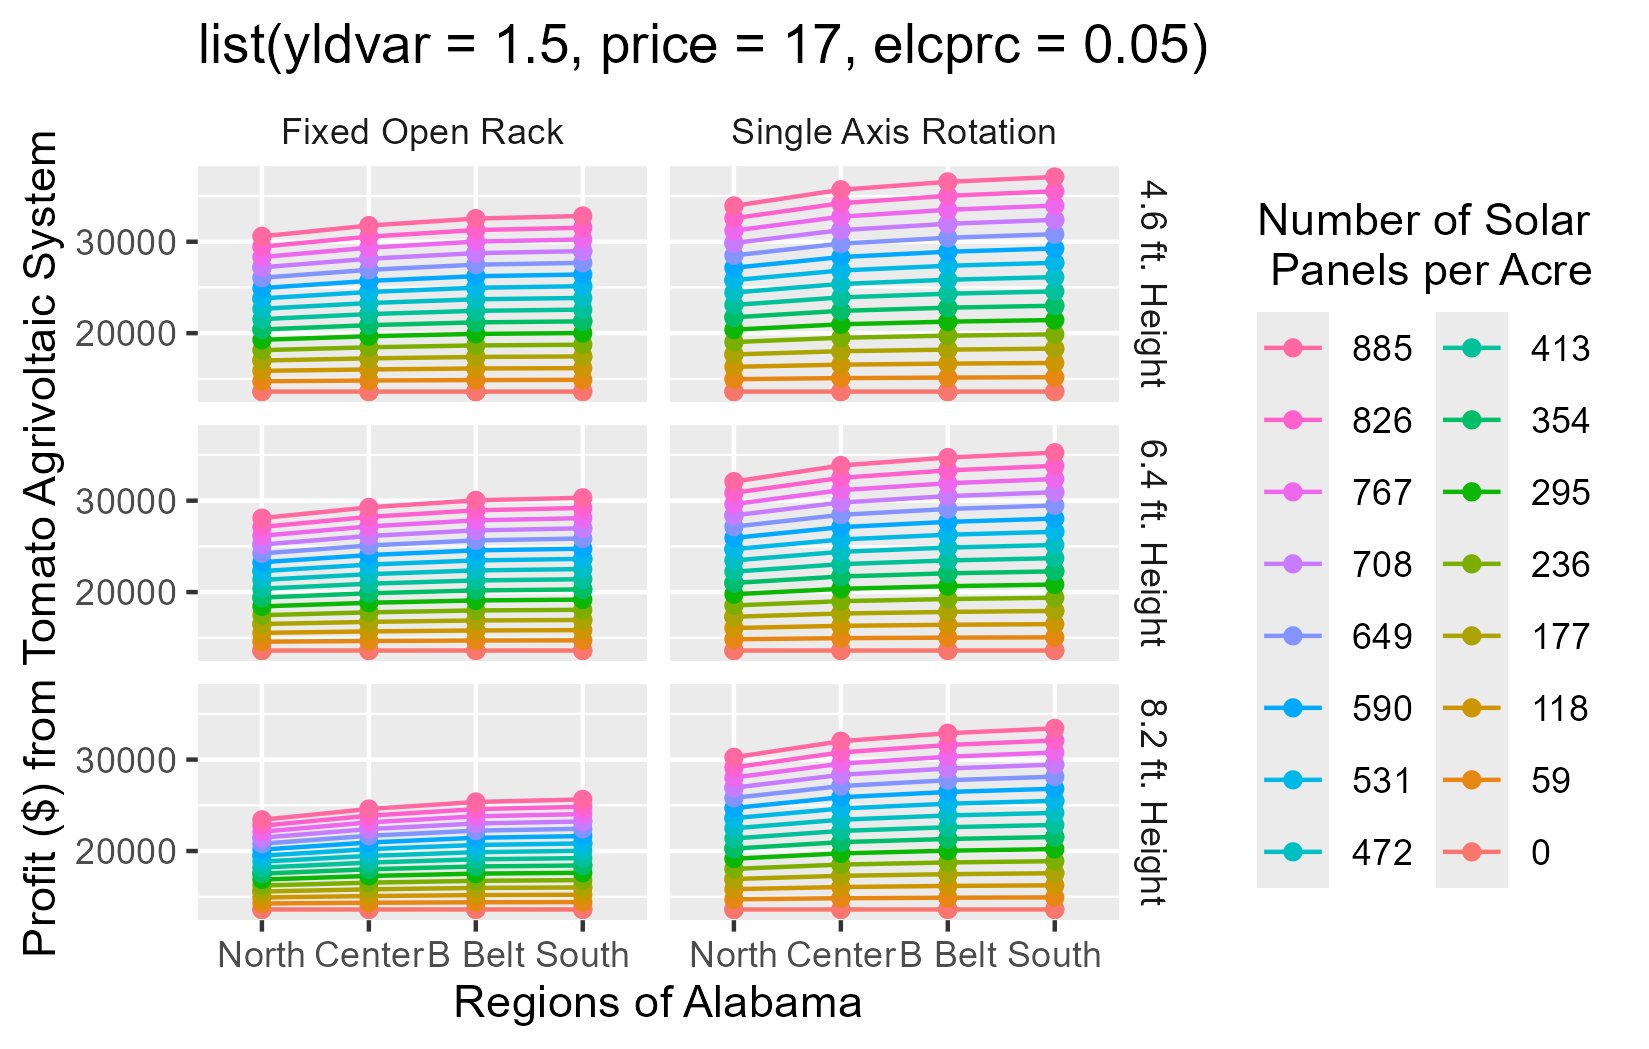 list(yldvar = 1.5, price = 17, elcprc = 0.05)
Fixed Open Rack
Single Axis Rotation
Profit ($) from Tomato Agrivoltaic System
30000
20000
4.6 ft. Height
30000
20000
6.4 ft. Height
30000
20000
8.2 ft. Height
North Center B Belt South
North Center B Belt South
Regions of Alabama
Number of Solar
Panels per Acre
885 413
826 354
767 295
708 236
649 177
590 118
531 59
472 0